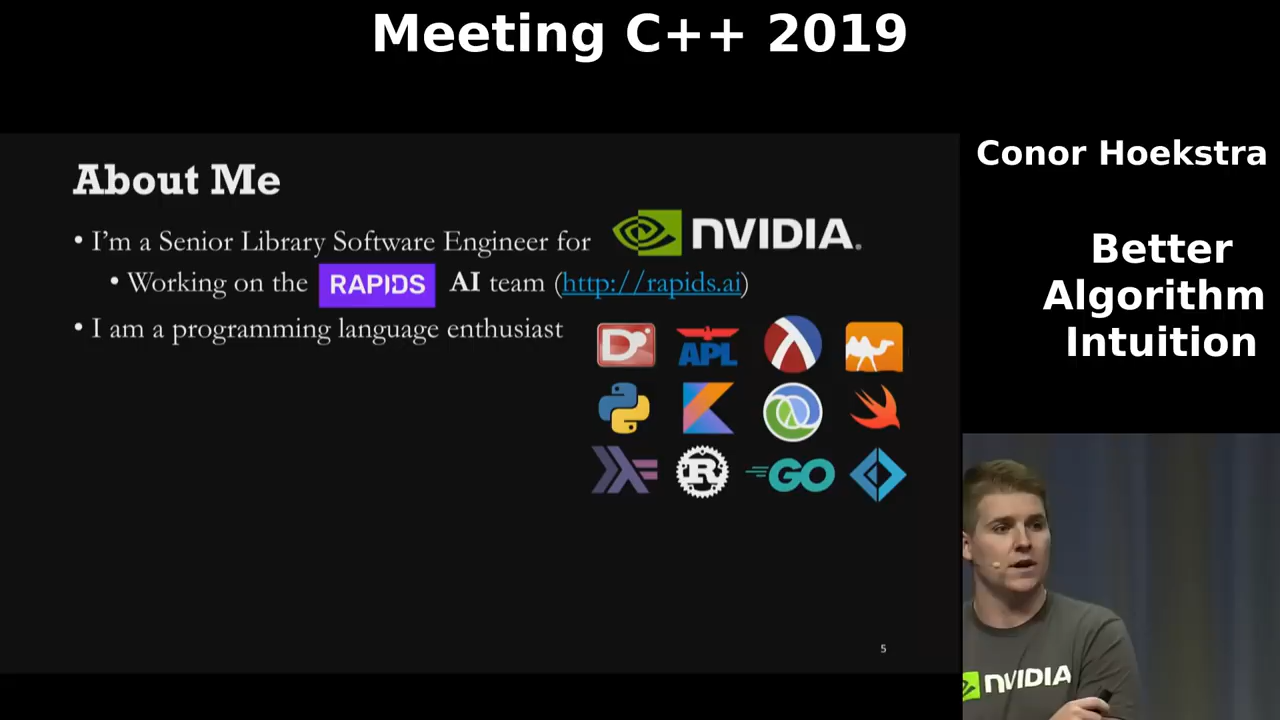 Meeting C++ 2019
Conor Hoekstra
Better
Algorithm
Intuition
About Me
• I'm a Senior Library Software Engineer for NVIDIA.
• Working on the RAPIDS AI team (http://rapids.ai)
• I am a programming language enthusiast
D APL
R GO
5
NVIDIA